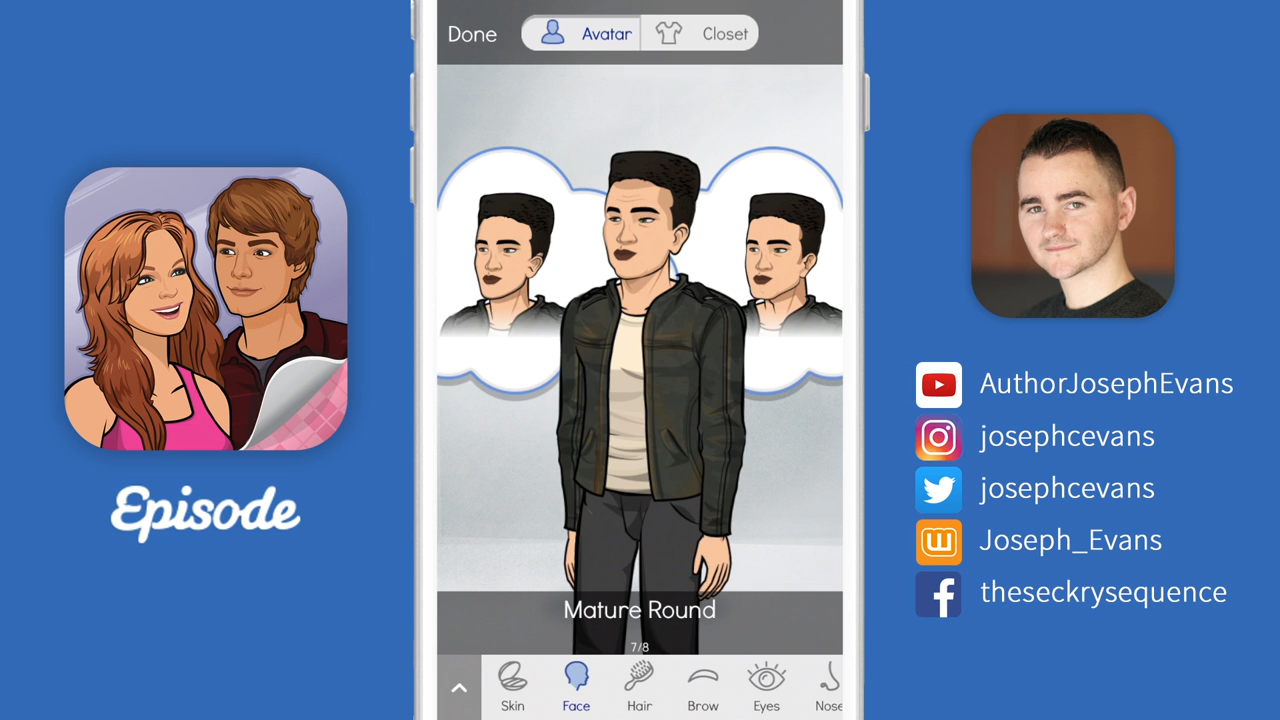 Done
Avatar
Closet
Episode
AuthorJosephEvans
josephcevans
josephcevans
Joseph_Evans
theseckrysequence
Mature Round
7/8
Skin
Face
Hair
Brow
Eyes
Nose